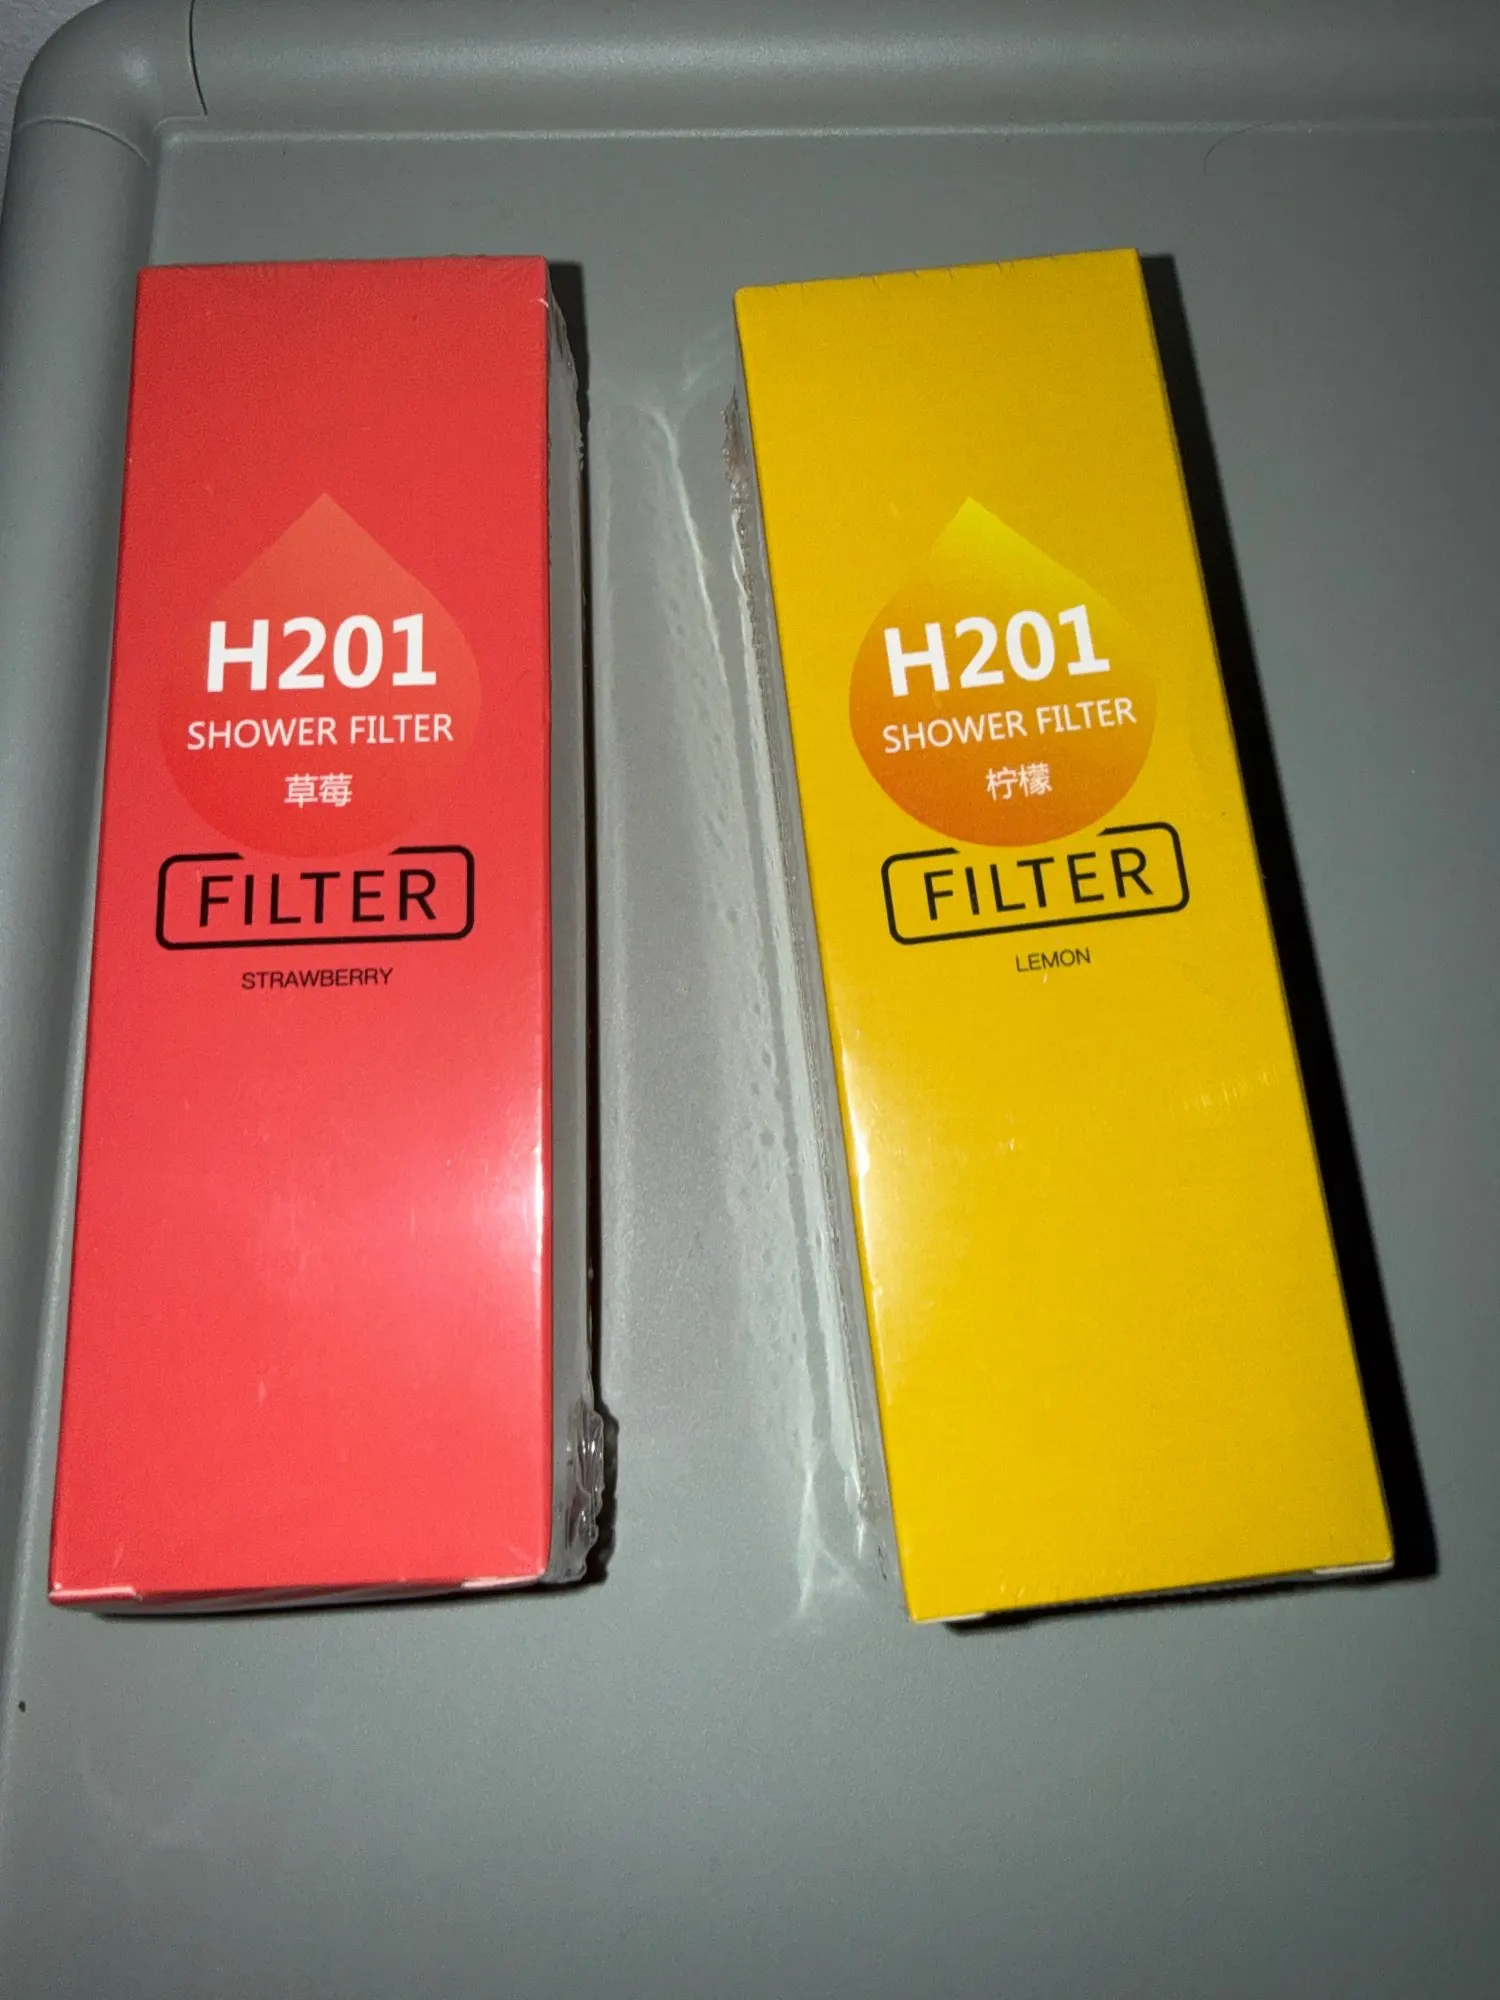 H201
SHOWER FILTER
草莓
FILTER
STRAWBERRY
H201
SHOWER FILTER
柠檬
FILTER
LEMON